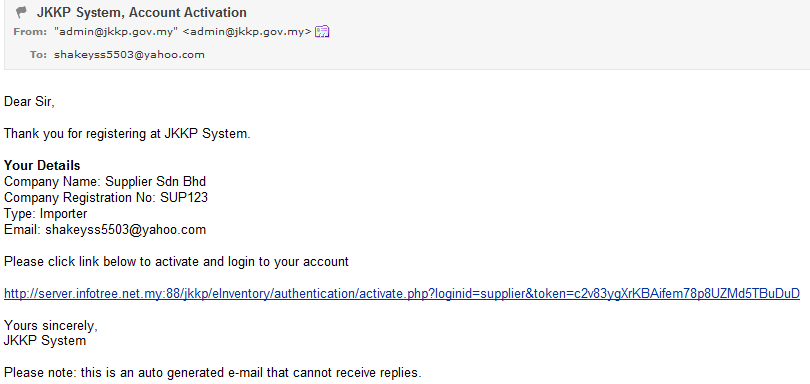 JKKP System, Account Activation
From: "admin@jkkp.gov.my" <admin@jkkp.gov.my>
To: shakeyss5503@yahoo.com
Dear Sir,
Thank you for registering at JKKP System.
Your Details
Company Name: Supplier Sdn Bhd
Company Registration No: SUP123
Type: Importer
Email: shakeyss5503@yahoo.com
Please click link below to activate and login to your account
http://server.infotree.net.my:88/jkkp/eInventory/authentication/activate.php?loginid=supplier&token=c2v83ygXrKBAifem78p8UZMd5TBuDuD
Yours sincerely,
JKKP System
Please note: this is an auto generated e-mail that cannot receive replies.